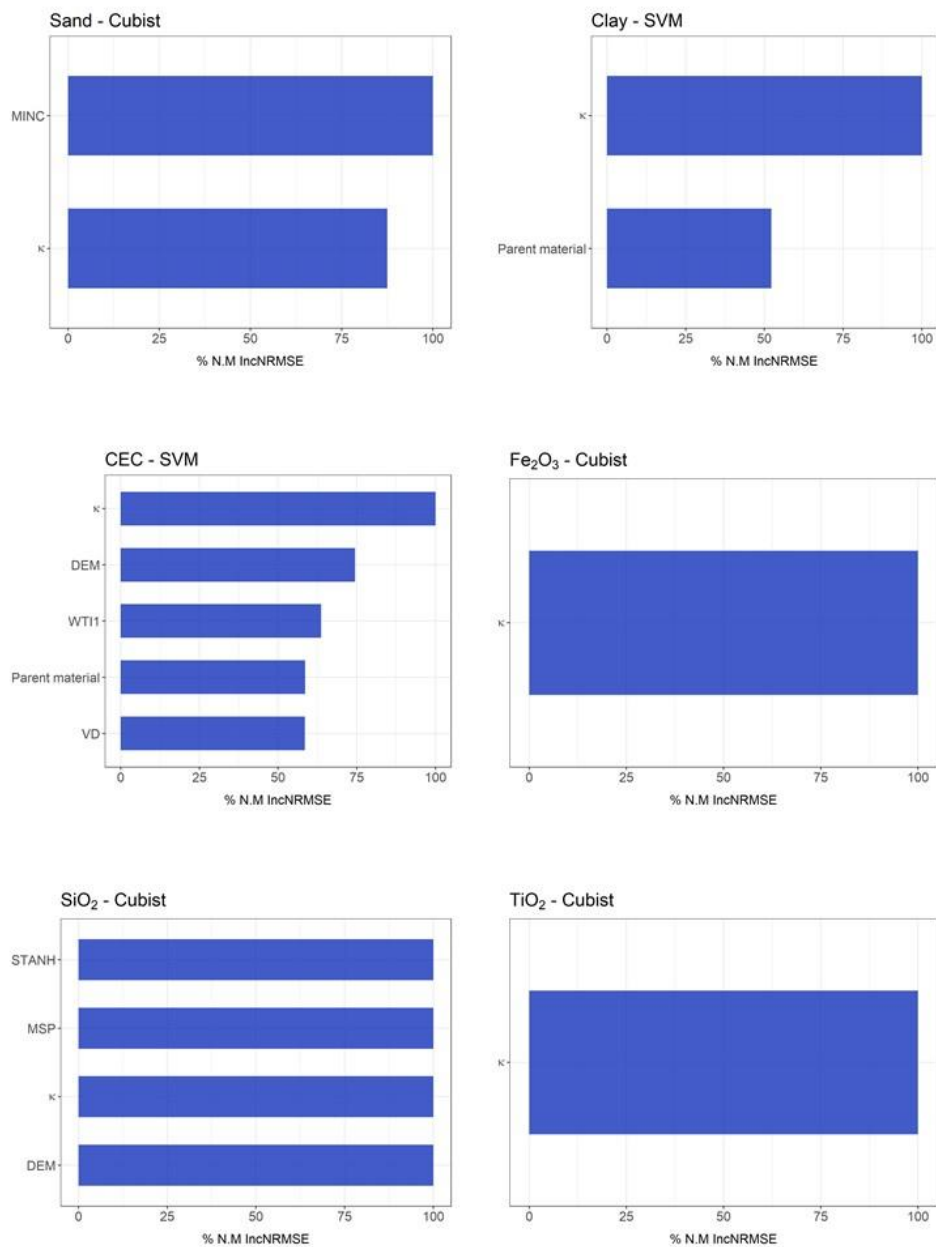 Sand - Cubist
MINC
κ
0 25 50 75 100
% N.M IncNRMSE
Clay - SVM
κ
Parent material
0 25 50 75 100
% N.M IncNRMSE
CEC - SVM
κ
DEM
WTI1
Parent material
VD
0 25 50 75 100
% N.M IncNRMSE
Fe₂O₃ - Cubist
κ
0 25 50 75 100
% N.M IncNRMSE
SiO₂ - Cubist
STANH
MSP
κ
DEM
0 25 50 75 100
% N.M IncNRMSE
TiO₂ - Cubist
κ
0 25 50 75 100
% N.M IncNRMSE